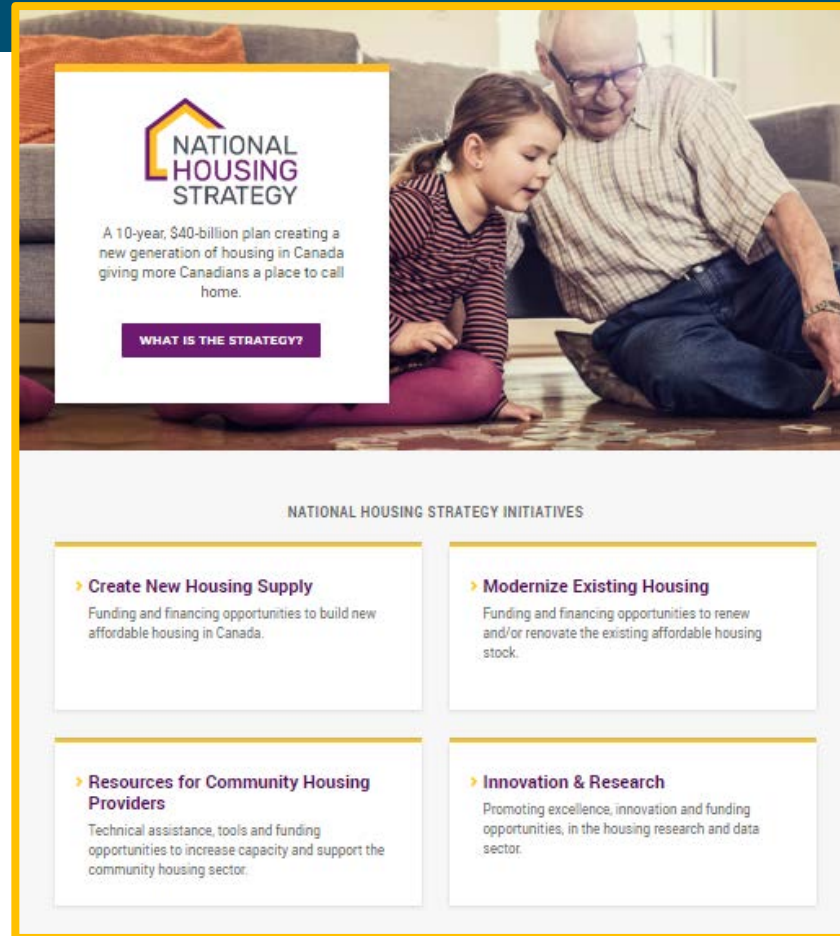 NATIONAL
HOUSING
STRATEGY
A 10-year, $40-billion plan creating a
new generation of housing in Canada
giving more Canadians a place to call
home.
WHAT IS THE STRATEGY?
NATIONAL HOUSING STRATEGY INITIATIVES
Create New Housing Supply
Funding and financing opportunities to build new
affordable housing in Canada.
Modernize Existing Housing
Funding and financing opportunities to renew
and/or renovate the existing affordable housing
stock.
Resources for Community Housing
Providers
Technical assistance, tools and funding
opportunities to increase capacity and support the
community housing sector.
Innovation & Research
Promoting excellence, innovation and funding
opportunities, in the housing research and data
sector.